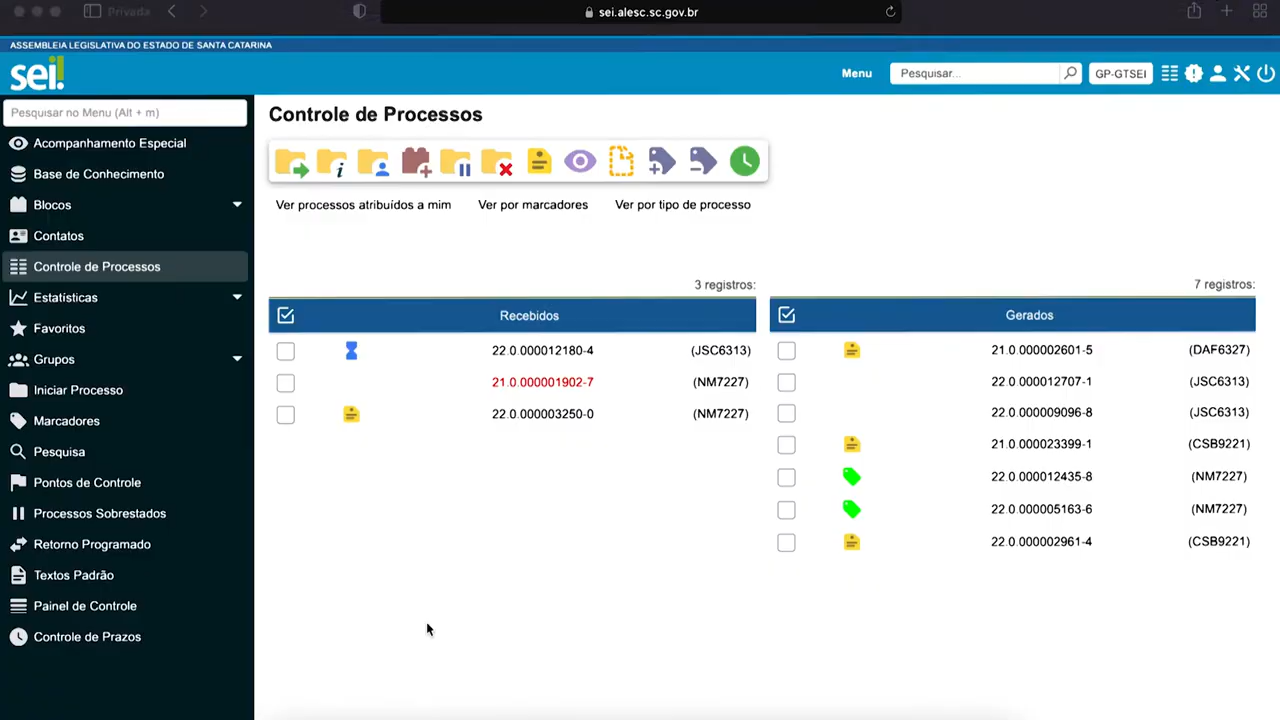 Privada
sei.alesc.sc.gov.br
ASSEMBLEIA LEGISLATIVA DO ESTADO DE SANTA CATARINA
sei!
Menu
Pesquisar...
GP-GTSEI
Pesquisar no Menu (Alt + m)
Acompanhamento Especial
Base de Conhecimento
Blocos
Contatos
Controle de Processos
Estatísticas
Favoritos
Grupos
Iniciar Processo
Marcadores
Pesquisa
Pontos de Controle
Processos Sobrestados
Retorno Programado
Textos Padrão
Painel de Controle
Controle de Prazos
Controle de Processos
Ver processos atribuídos a mim Ver por marcadores Ver por tipo de processo
3 registros:
Recebidos
22.0.000012180-4 (JSC6313)
21.0.000001902-7 (NM7227)
22.0.000003250-0 (NM7227)
7 registros:
Gerados
21.0.000002601-5 (DAF6327)
22.0.000012707-1 (JSC6313)
22.0.000009096-8 (JSC6313)
21.0.000023399-1 (CSB9221)
22.0.000012435-8 (NM7227)
22.0.000005163-6 (NM7227)
22.0.000002961-4 (CSB9221)